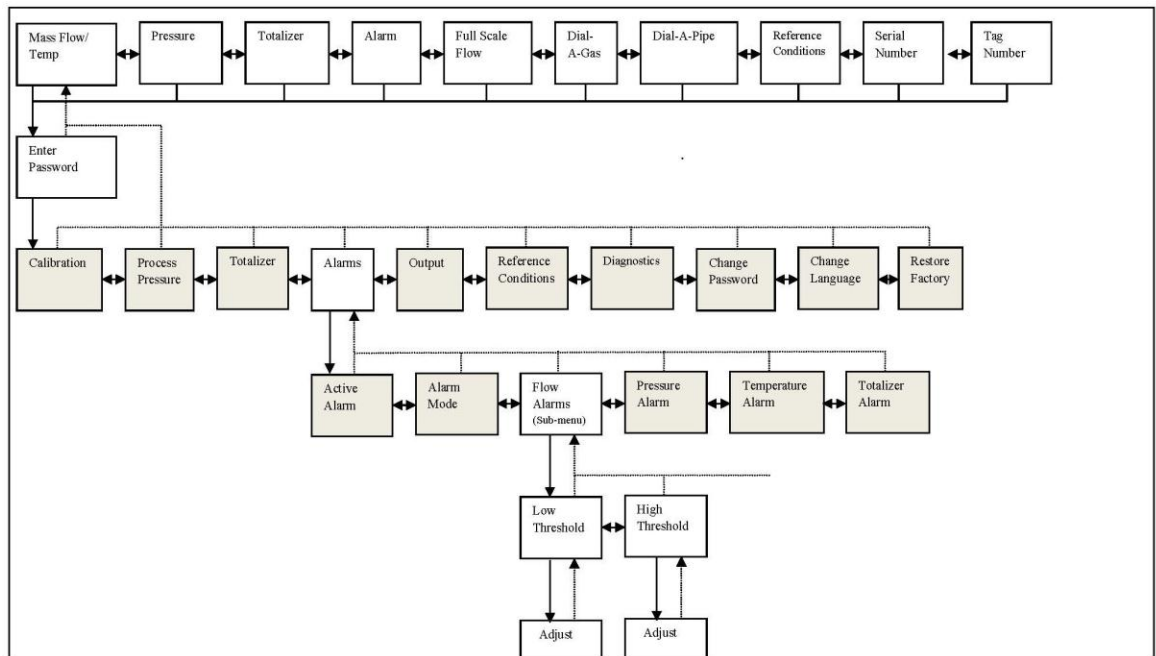 Mass Flow/
Temp
Pressure
Totalizer
Alarm
Full Scale
Flow
Dial-
A-Gas
Dial-A-Pipe
Reference
Conditions
Serial
Number
Tag
Number
Enter
Password
Calibration
Process
Pressure
Totalizer
Alarms
Output
Reference
Conditions
Diagnostics
Change
Password
Change
Language
Restore
Factory
Active
Alarm
Alarm
Mode
Flow
Alarms
(Sub-menu)
Pressure
Alarm
Temperature
Alarm
Totalizer
Alarm
Low
Threshold
High
Threshold
Adjust
Adjust